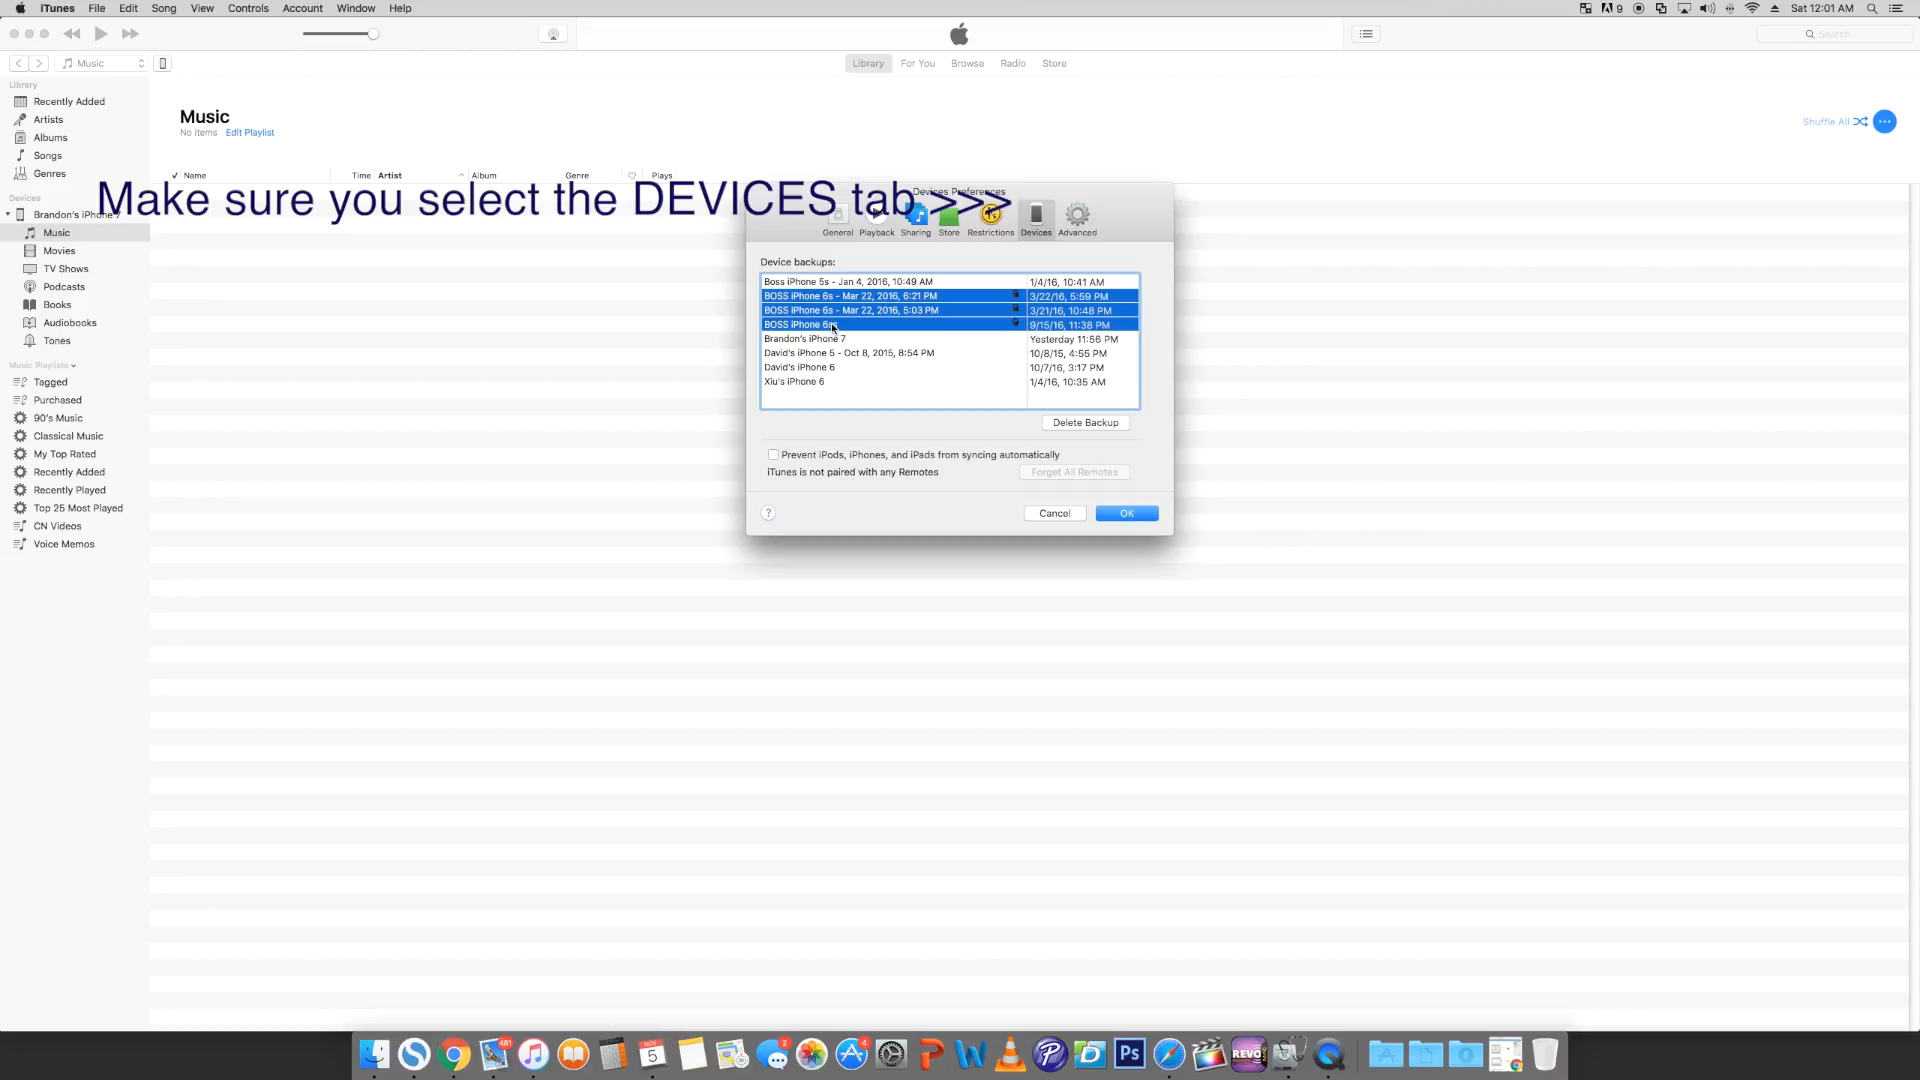 iTunes File Edit Song View Controls Account Window Help 9 Sat 12:01 AM
Search
Music Library For You Browse Radio Store
Library
Recently Added
Artists
Albums
Songs
Genres
Devices
Brandon's iPhone 7
Music
Movies
TV Shows
Podcasts
Books
Audiobooks
Tones
Music Playlists
Tagged
Purchased
90's Music
Classical Music
My Top Rated
Recently Added
Recently Played
Top 25 Most Played
CN Videos
Voice Memos
Music
No items Edit Playlist
Shuffle All
Name Time Artist Album Genre Plays
Make sure you select the DEVICES tab >>>
Devices Preferences
General Playback Sharing Store Restrictions Devices Advanced
Device backups:
Boss iPhone 5s - Jan 4, 2016, 10:49 AM 1/4/16, 10:41 AM
BOSS iPhone 6s - Mar 22, 2016, 6:21 PM 3/22/16, 5:59 PM
BOSS iPhone 6s - Mar 22, 2016, 5:03 PM 3/21/16, 10:48 PM
BOSS iPhone 9/15/16, 11:38 PM
Brandon's iPhone 7 Yesterday 11:56 PM
David's iPhone 5 - Oct 8, 2015, 8:54 PM 10/8/15, 4:55 PM
David's iPhone 6 10/7/16, 3:17 PM
Xiu's iPhone 6 1/4/16, 10:35 AM
Delete Backup
Prevent iPods, iPhones, and iPads from syncing automatically
iTunes is not paired with any Remotes Forget All Remotes
? Cancel OK
481 NOV 5 2 4 Ps REVO